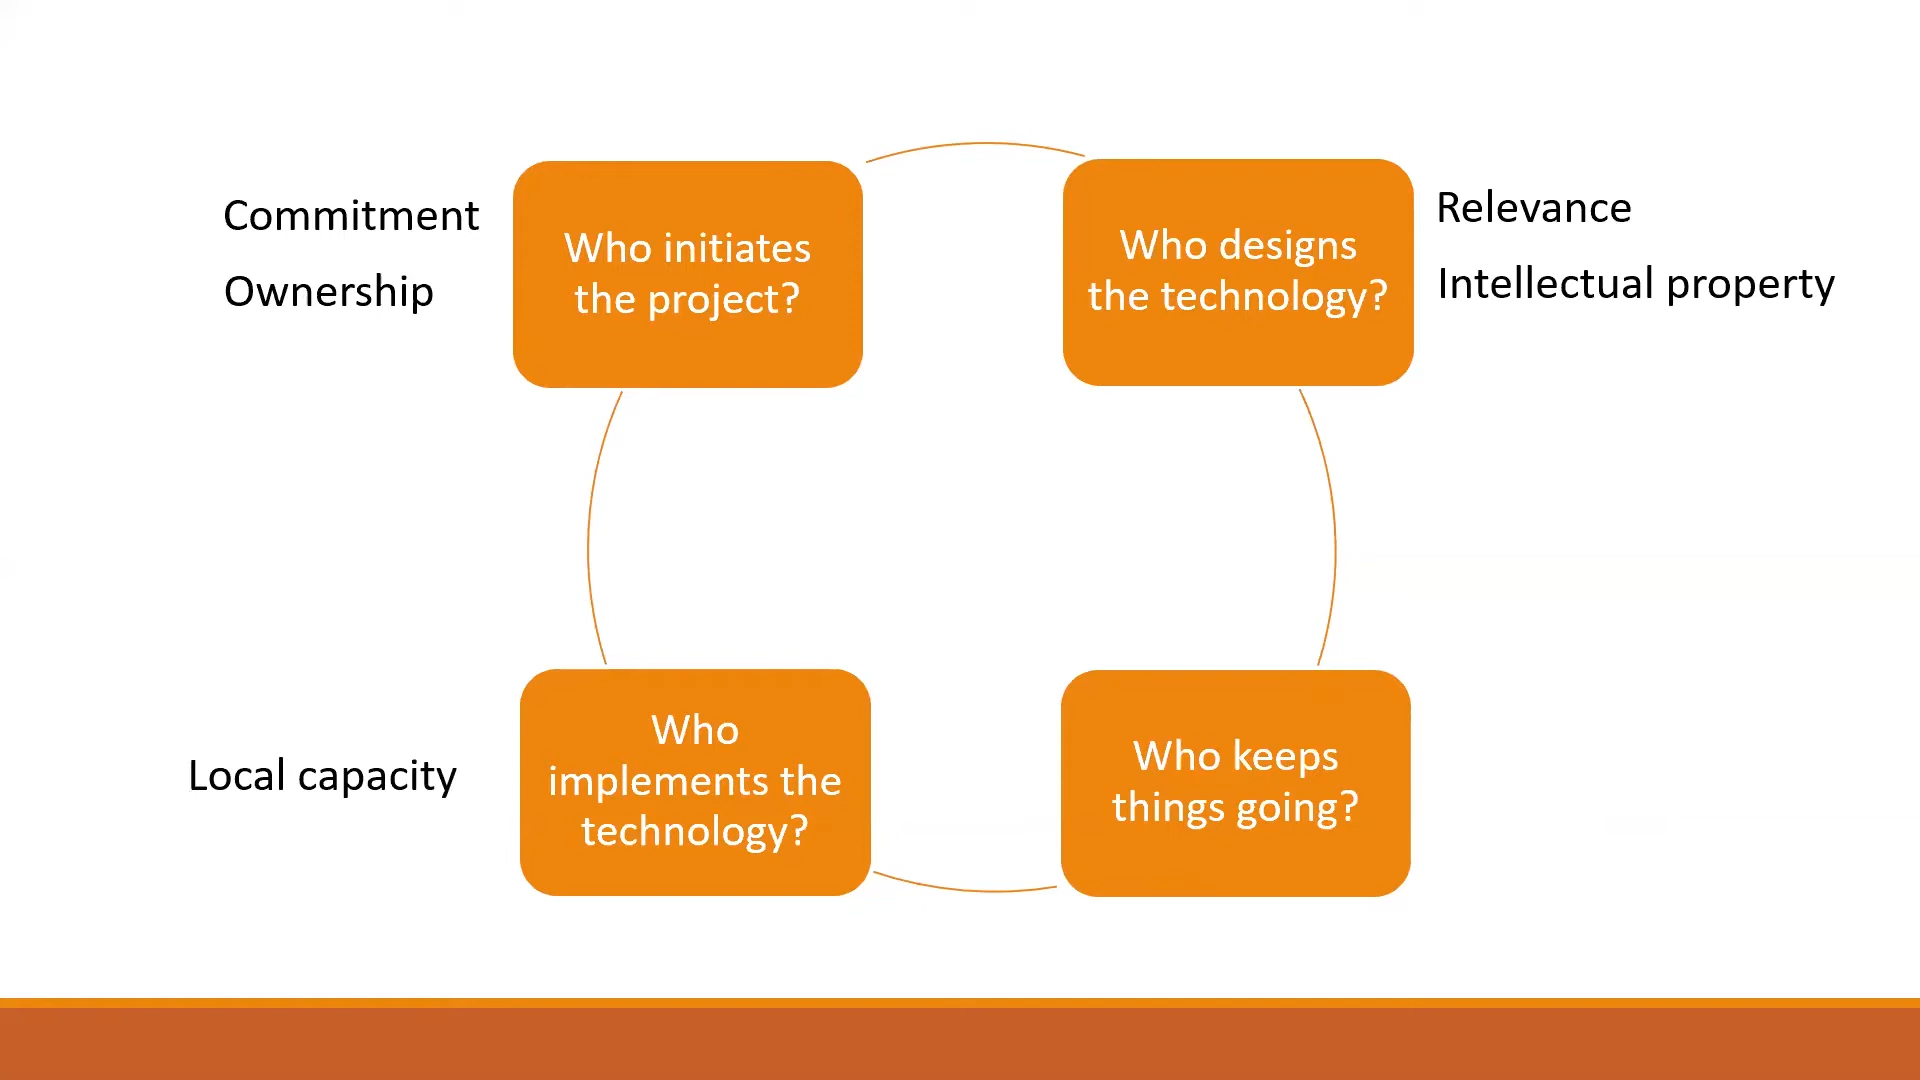 Commitment
Ownership
Who initiates
the project?
Who designs
the technology?
Relevance
Intellectual property
Local capacity
Who
implements the
technology?
Who keeps
things going?